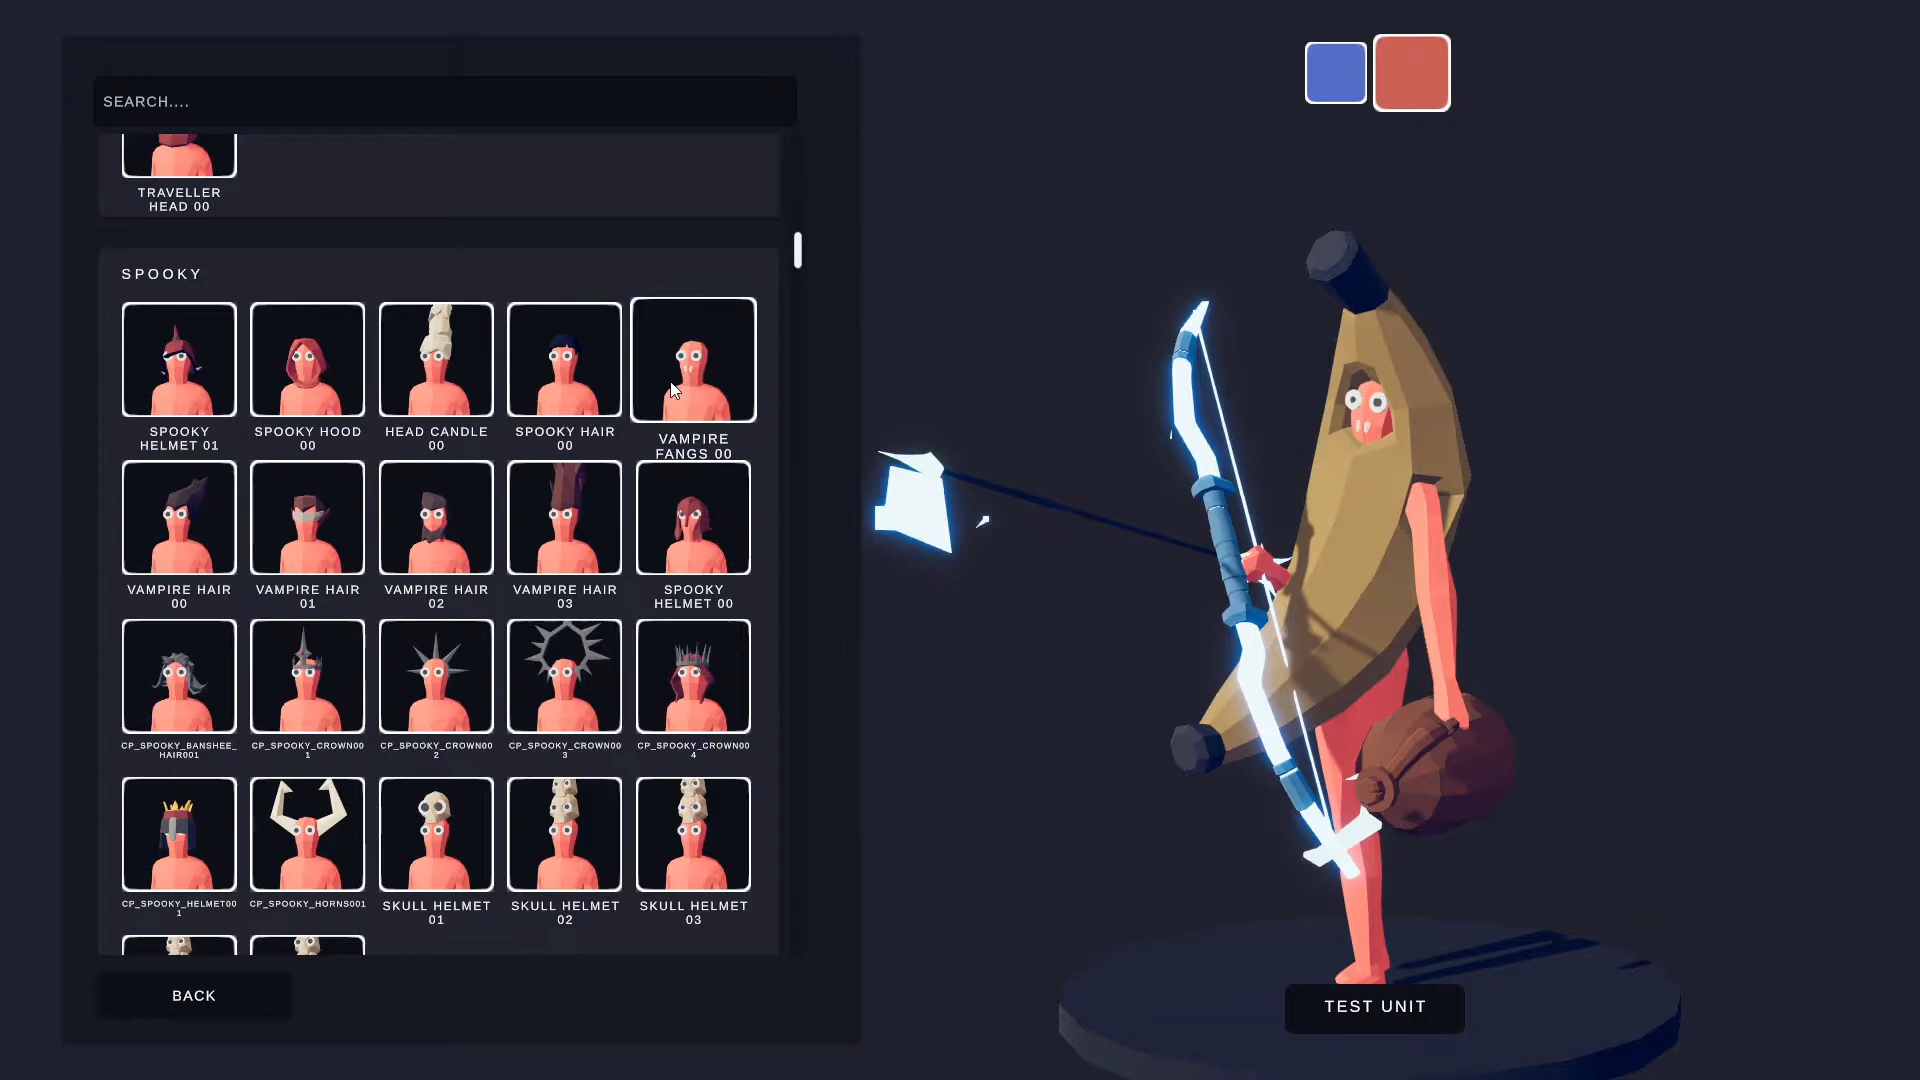 SEARCH....
TRAVELLER
HEAD 00
SPOOKY
SPOOKY
HELMET 01
SPOOKY HOOD
00
HEAD CANDLE
00
SPOOKY HAIR
00
VAMPIRE
FANGS 00
VAMPIRE HAIR
00
VAMPIRE HAIR
01
VAMPIRE HAIR
02
VAMPIRE HAIR
03
SPOOKY
HELMET 00
CP_SPOOKY_BANSHEE_
HAIR001
CP_SPOOKY_CROWN00
1
CP_SPOOKY_CROWN00
2
CP_SPOOKY_CROWN00
3
CP_SPOOKY_CROWN00
4
CP_SPOOKY_HELMET00
1
CP_SPOOKY_HORNS001
SKULL HELMET
01
SKULL HELMET
02
SKULL HELMET
03
BACK
TEST UNIT